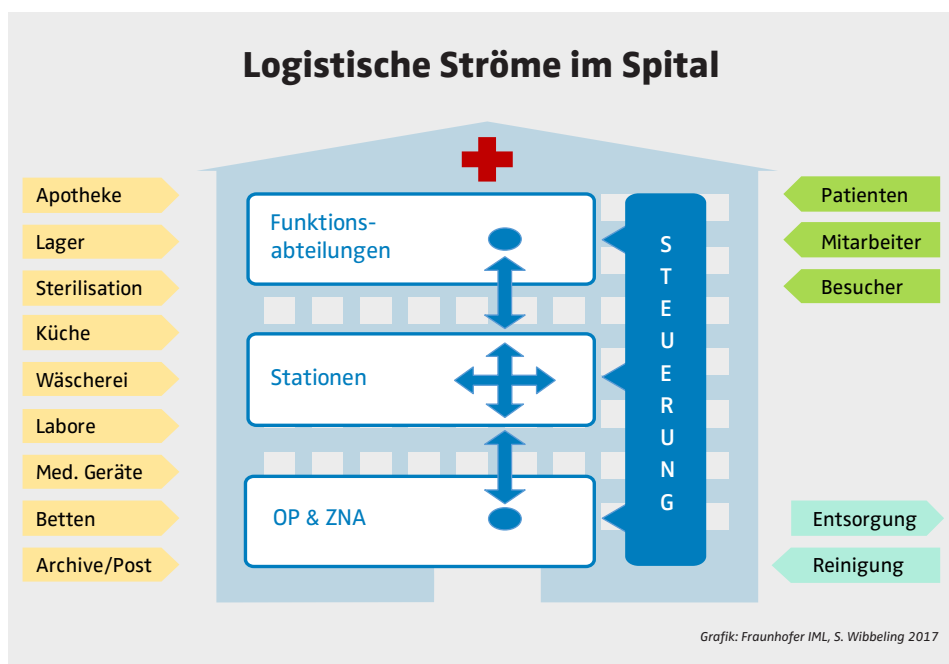 Logistische Ströme im Spital
Apotheke
Lager
Sterilisation
Küche
Wäscherei
Labore
Med. Geräte
Betten
Archive/Post
Funktions-
abteilungen
Stationen
OP & ZNA
STEUERUNG
Patienten
Mitarbeiter
Besucher
Entsorgung
Reinigung
Grafik: Fraunhofer IML, S. Wibbeling 2017